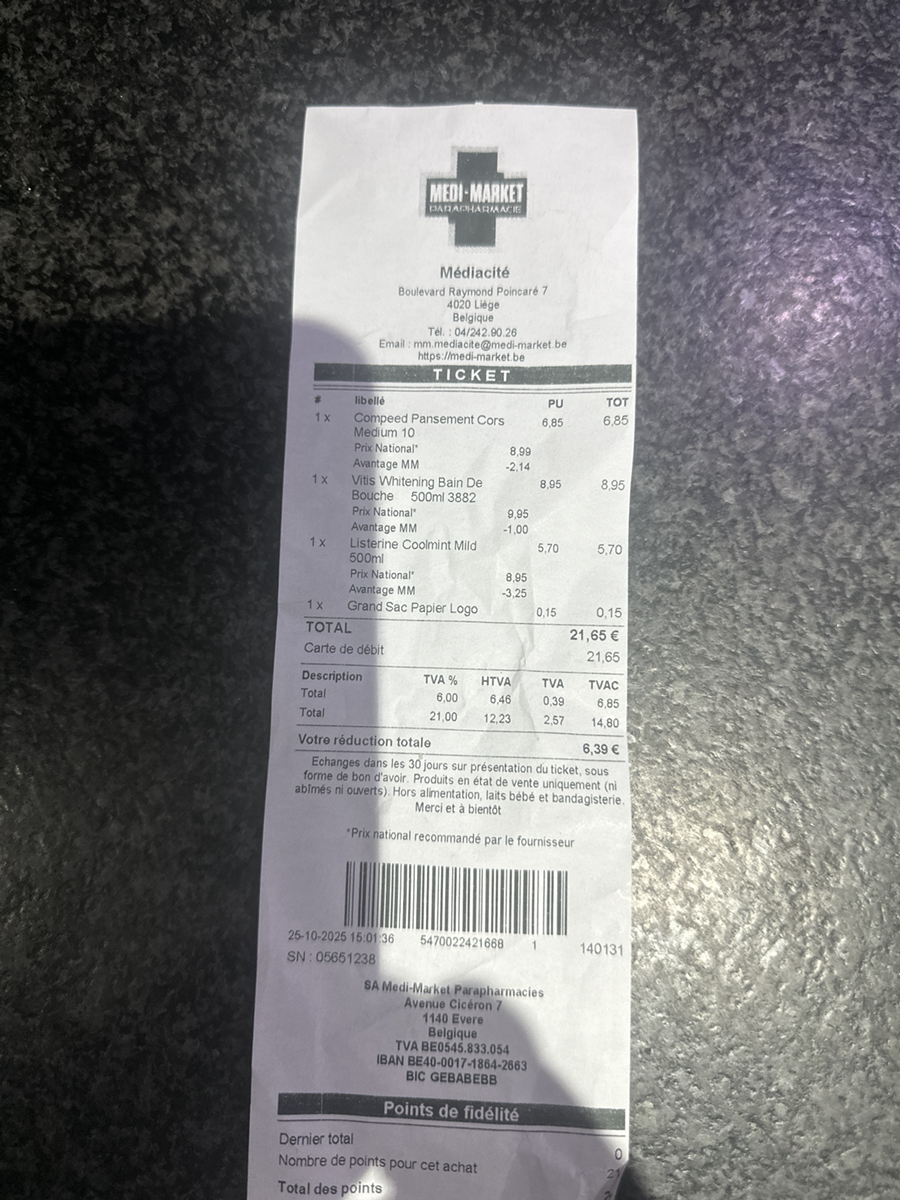 MEDI-MARKET
PARAPHARMACIE
Médiacité
Boulevard Raymond Poincaré 7
4020 Liège
Belgique
Tél. : 04/242.90.26
Email : mm.mediacite@medi-market.be
https://medi-market.be
TICKET
# libellé PU TOT
1 x Compeed Pansement Cors 6,85 6,85
Medium 10
Prix National* 8,99
Avantage MM -2,14
1 x Vitis Whitening Bain De 8,95 8,95
Bouche 500ml 3882
Prix National* 9,95
Avantage MM -1,00
1 x Listerine Coolmint Mild 5,70 5,70
500ml
Prix National* 8,95
Avantage MM -3,25
1 x Grand Sac Papier Logo 0,15 0,15
TOTAL 21,65 €
Carte de débit 21,65
Description TVA % HTVA TVA TVAC
Total 6,00 6,46 0,39 6,85
Total 21,00 12,23 2,57 14,80
Votre réduction totale 6,39 €
Echanges dans les 30 jours sur présentation du ticket, sous
forme de bon d'avoir. Produits en état de vente uniquement (ni
abîmés ni ouverts). Hors alimentation, laits bébé et bandagisterie.
Merci et à bientôt
*Prix national recommandé par le fournisseur
25-10-2025 15:01:36 5470022421668 1 140131
SN : 05651238
SA Medi-Market Parapharmacies
Avenue Cicéron 7
1140 Evere
Belgique
TVA BE0545.833.054
IBAN BE40-0017-1864-2663
BIC GEBABEBB
Points de fidélité
Dernier total 0
Nombre de points pour cet achat 21
Total des points